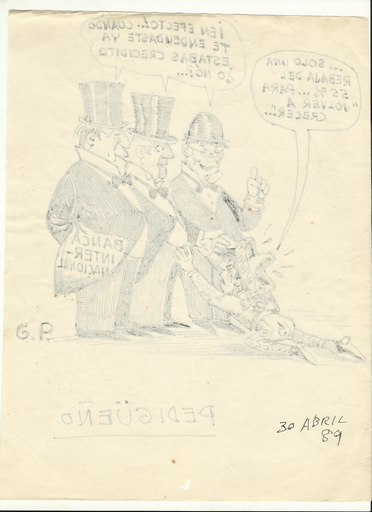 ¡EN EFECTO!.. CUANDO
TE ENDEUDASTE YA
ESTABAS CRECIDITO
¿O NO?...
... SOLO UNA
REBAJA DEL
55 %... PARA
"VOLVER A
CRECER"...
BANCA
INTER-
NACIONAL
G.P.
PEDIGÜEÑO
30 ABRIL
89